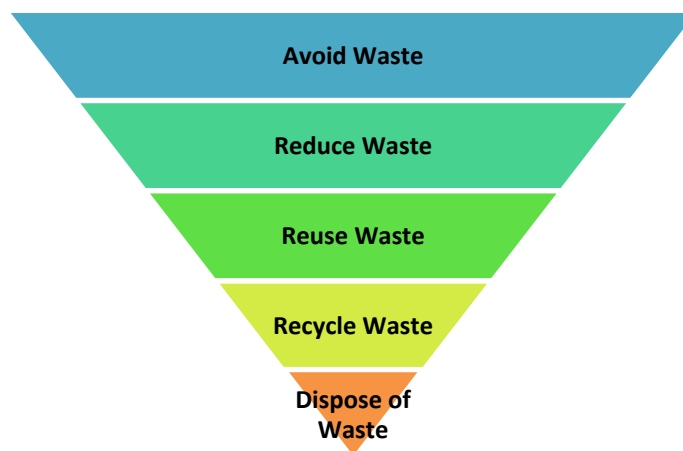 Avoid Waste
Reduce Waste
Reuse Waste
Recycle Waste
Dispose of
Waste